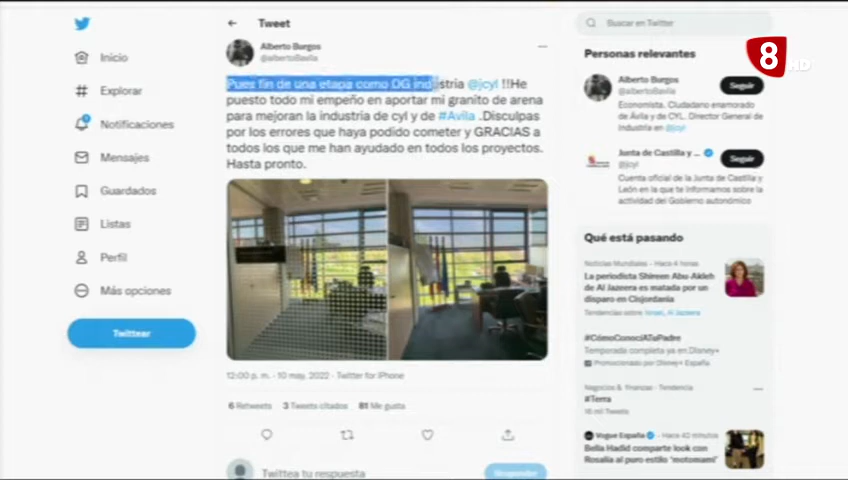 Tweet
Buscar en Twitter
8 HD
Alberto Burgos
@albertoBavila
Pues fin de una etapa como DG industria @jcyl !!He
puesto todo mi empeño en aportar mi granito de arena
para mejoran la industria de cyl y de #Avila .Disculpas
por los errores que haya podido cometer y GRACIAS a
todos los que me han ayudado en todos los proyectos.
Hasta pronto.
12:00 p. m. · 10 may. 2022 · Twitter for iPhone
6 Retweets 3 Tweets citados 81 Me gusta
Twittea tu respuesta
Responder
Inicio
Explorar
Notificaciones
Mensajes
Guardados
Listas
Perfil
Más opciones
Twittear
Personas relevantes
Alberto Burgos
@albertoBavila
Seguir
Economista. Ciudadano enamorado
de Ávila y de CYL. Director General de
Industria en @jcyl
Junta de Castilla y ...
@jcyl
Seguir
Cuenta oficial de la Junta de Castilla y
León en la que te informamos sobre la
actividad del Gobierno autonómico
Qué está pasando
Noticias Mundiales · Hace 4 horas
La periodista Shireen Abu Akleh
de Al Jazeera es matada por un
disparo en Cisjordania
Tendencias sobre Israel, Al Jazeera
#CómoConocíATuPadre
Temporada completa ya en Disney+
Promocionado por Disney+ España
Negocios & finanzas · Tendencia
#Terra
16 mil Tweets
Vogue España · Hace 42 minutos
Bella Hadid comparte look con
Rosalía al puro estilo 'motomami'